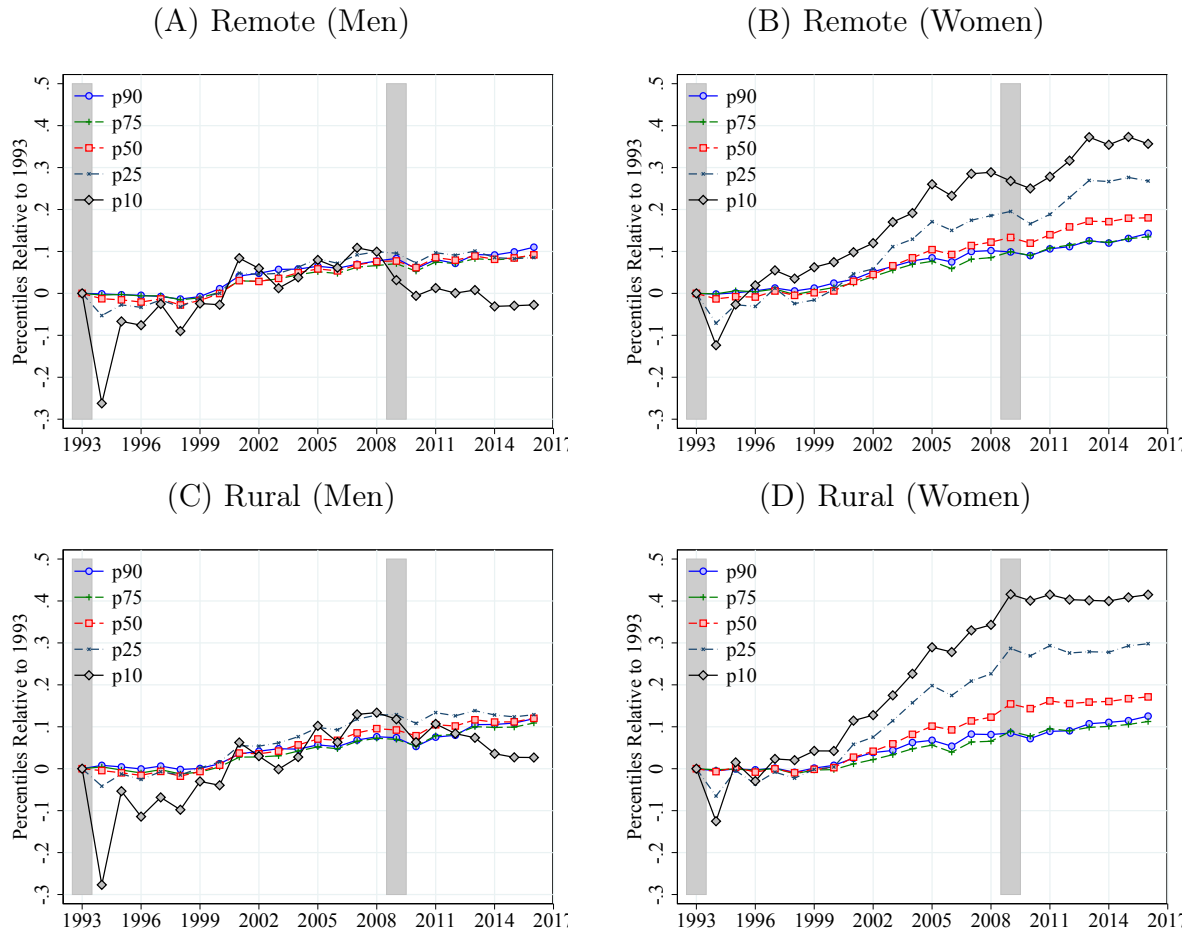 (A) Remote (Men)
Percentiles Relative to 1993
.5
.4
.3
.2
.1
0
-.1
-.2
-.3
p90
p75
p50
p25
p10
1993 1996 1999 2002 2005 2008 2011 2014 2017
(B) Remote (Women)
Percentiles Relative to 1993
.5
.4
.3
.2
.1
0
-.1
-.2
-.3
p90
p75
p50
p25
p10
1993 1996 1999 2002 2005 2008 2011 2014 2017
(C) Rural (Men)
Percentiles Relative to 1993
.5
.4
.3
.2
.1
0
-.1
-.2
-.3
p90
p75
p50
p25
p10
1993 1996 1999 2002 2005 2008 2011 2014 2017
(D) Rural (Women)
Percentiles Relative to 1993
.5
.4
.3
.2
.1
0
-.1
-.2
-.3
p90
p75
p50
p25
p10
1993 1996 1999 2002 2005 2008 2011 2014 2017